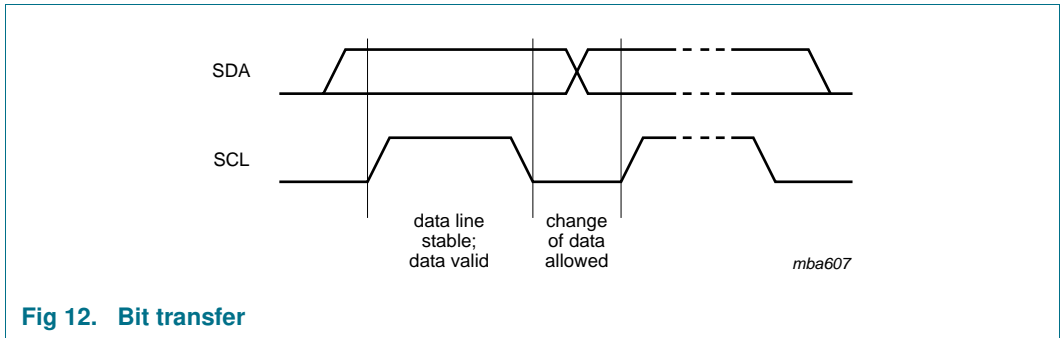 SDA
SCL
data line
stable;
data valid
change
of data
allowed
mba607
Fig 12. Bit transfer